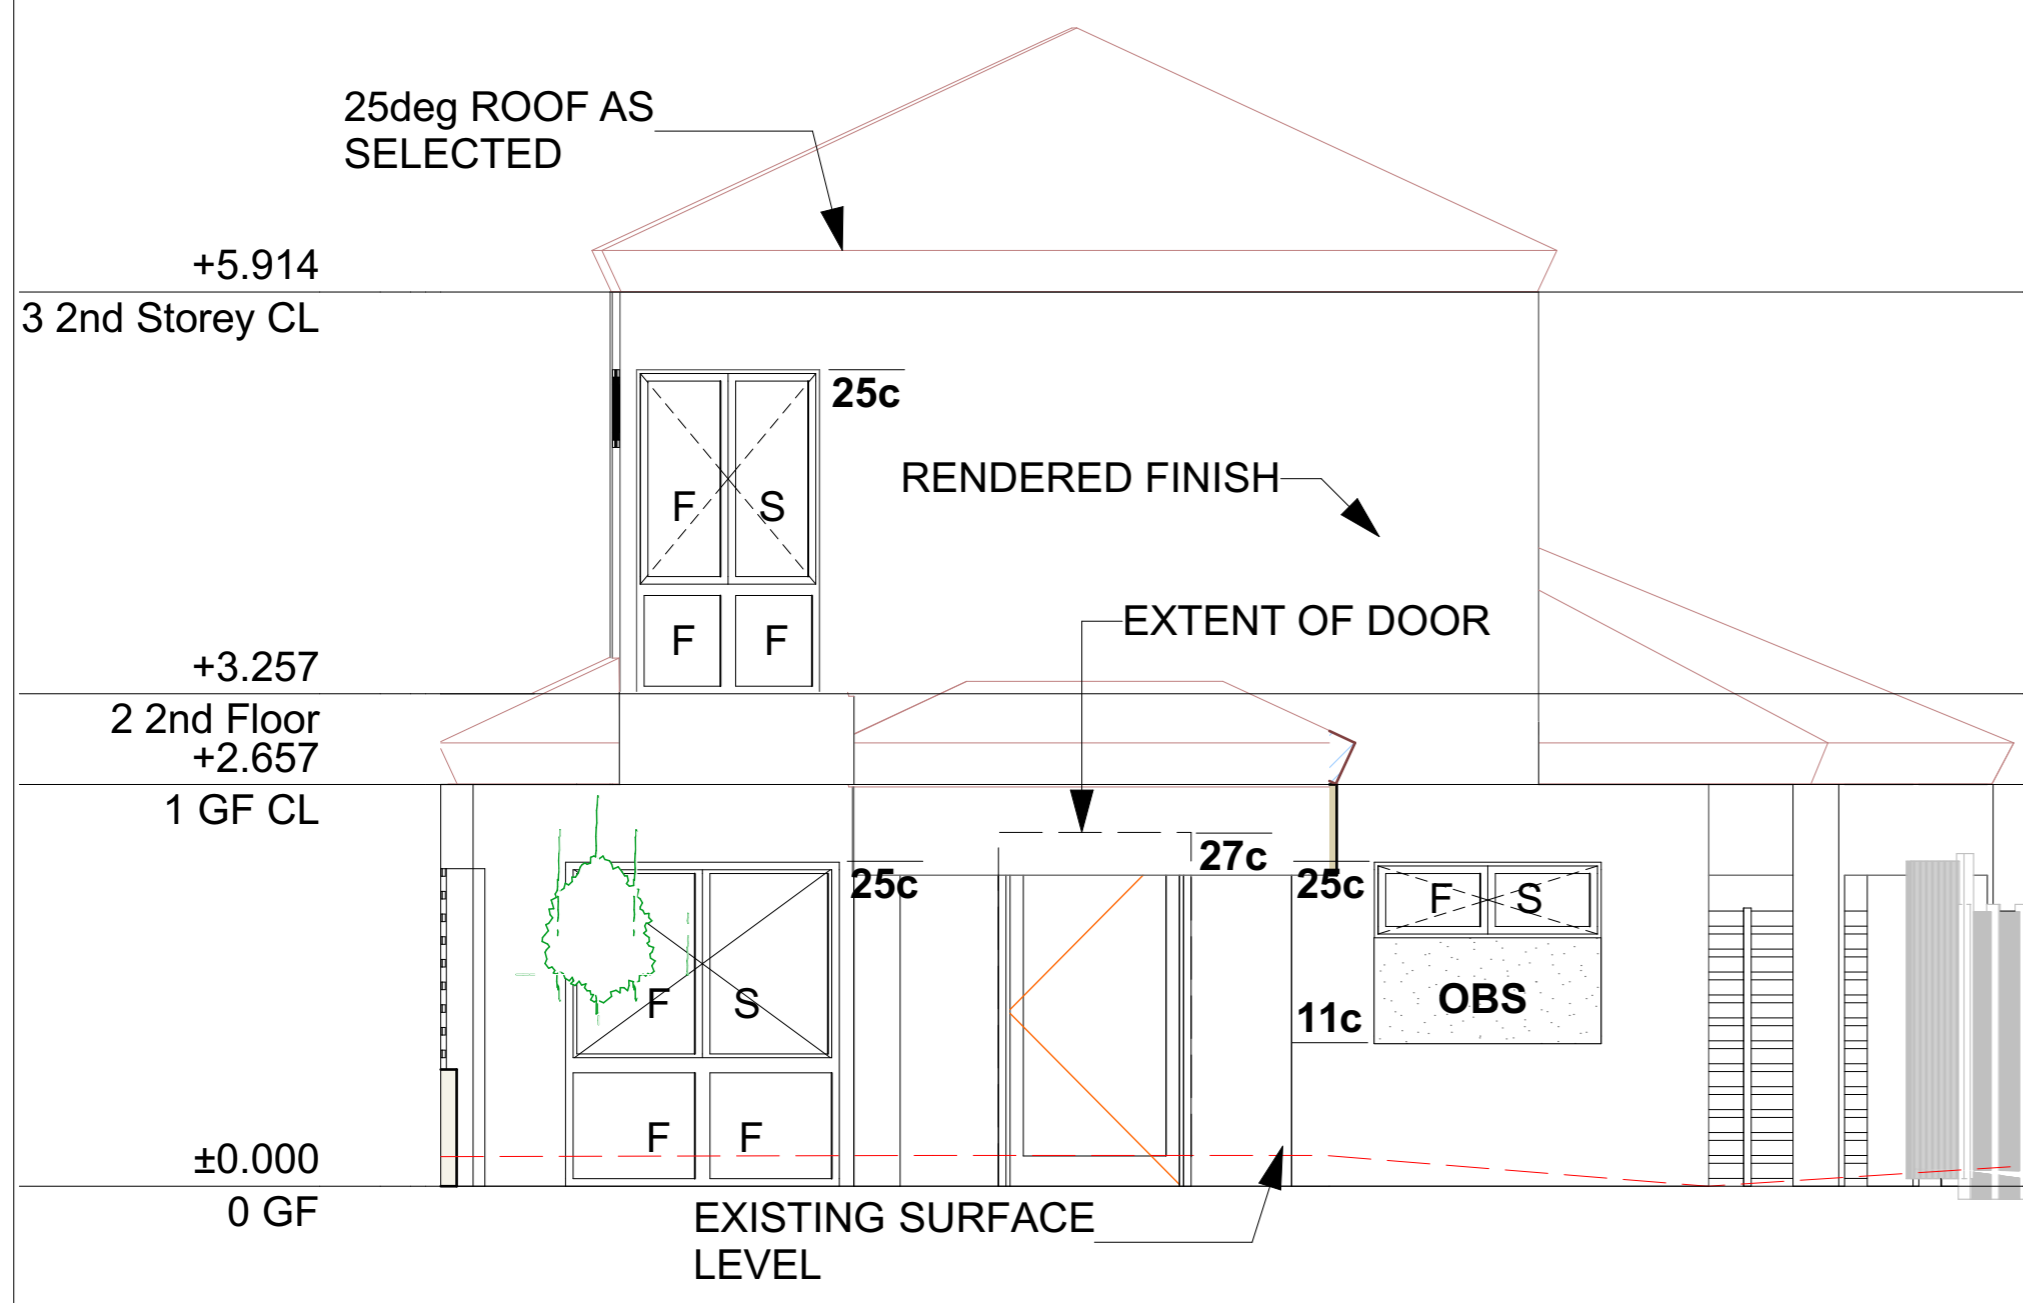 25deg ROOF AS
SELECTED
+5.914
3 2nd Storey CL
25c
RENDERED FINISH
F S
EXTENT OF DOOR
F F
+3.257
2 2nd Floor
+2.657
1 GF CL
27c
25c
25c
F S
OBS
F S
11c
F F
±0.000
0 GF
EXISTING SURFACE
LEVEL